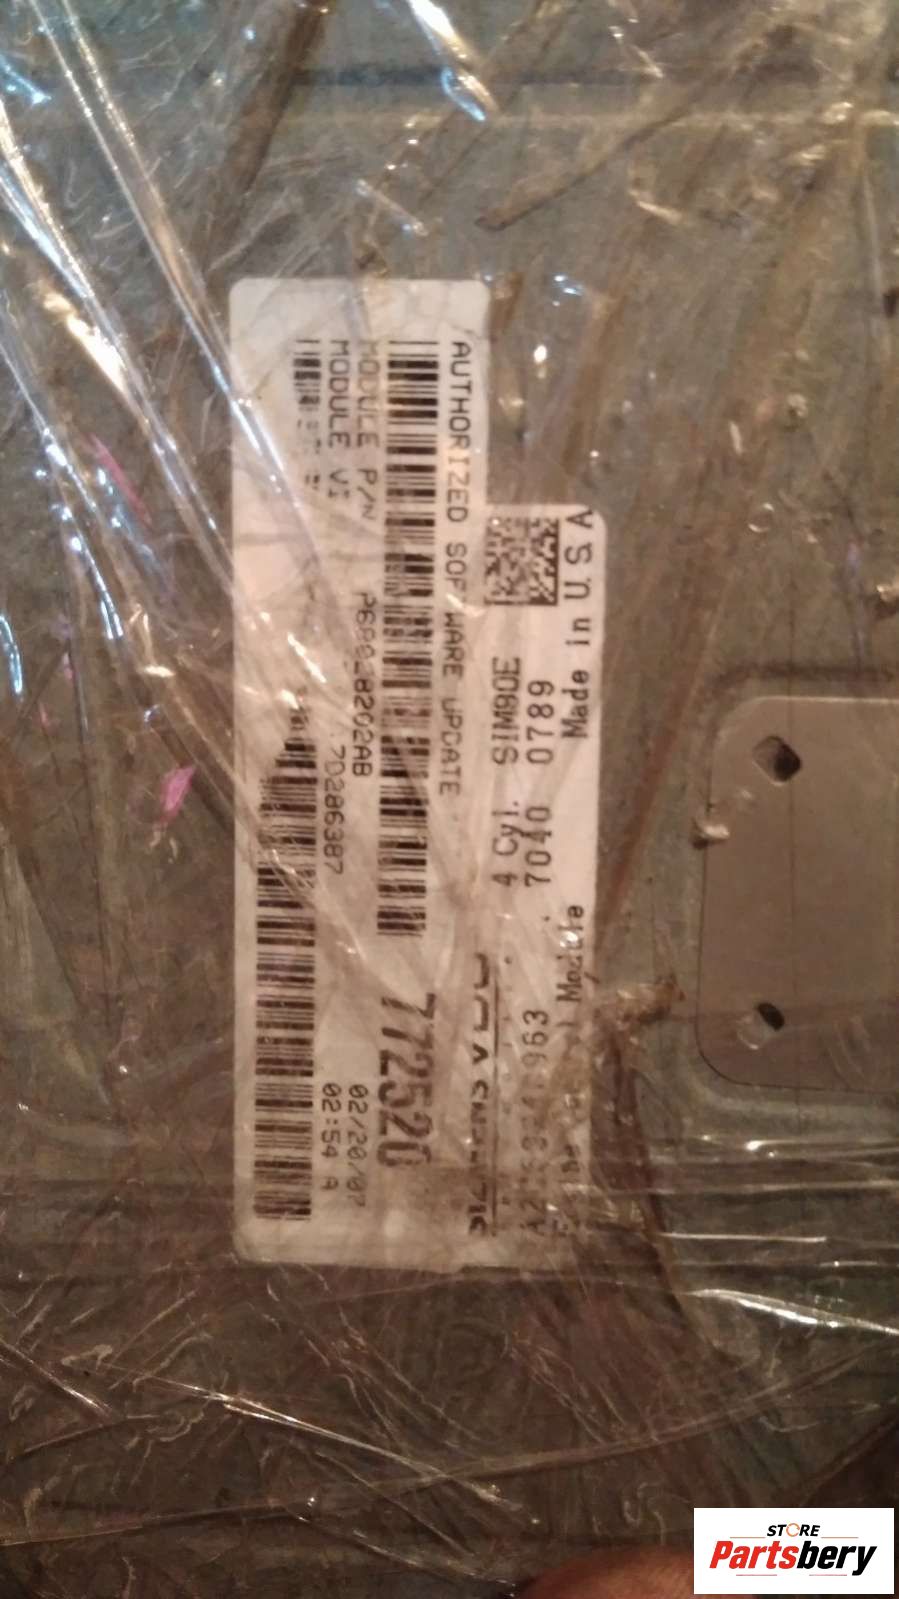 AUTHORIZED SOFTWARE UPDATE
772520
MODULE P/N P68028202AB 02/20/07
MODULE VI 70286387 02:54 A
4 Cyl. SIM90E
7040 0789
Made in U.S.A
Module
STORE
Partsbery